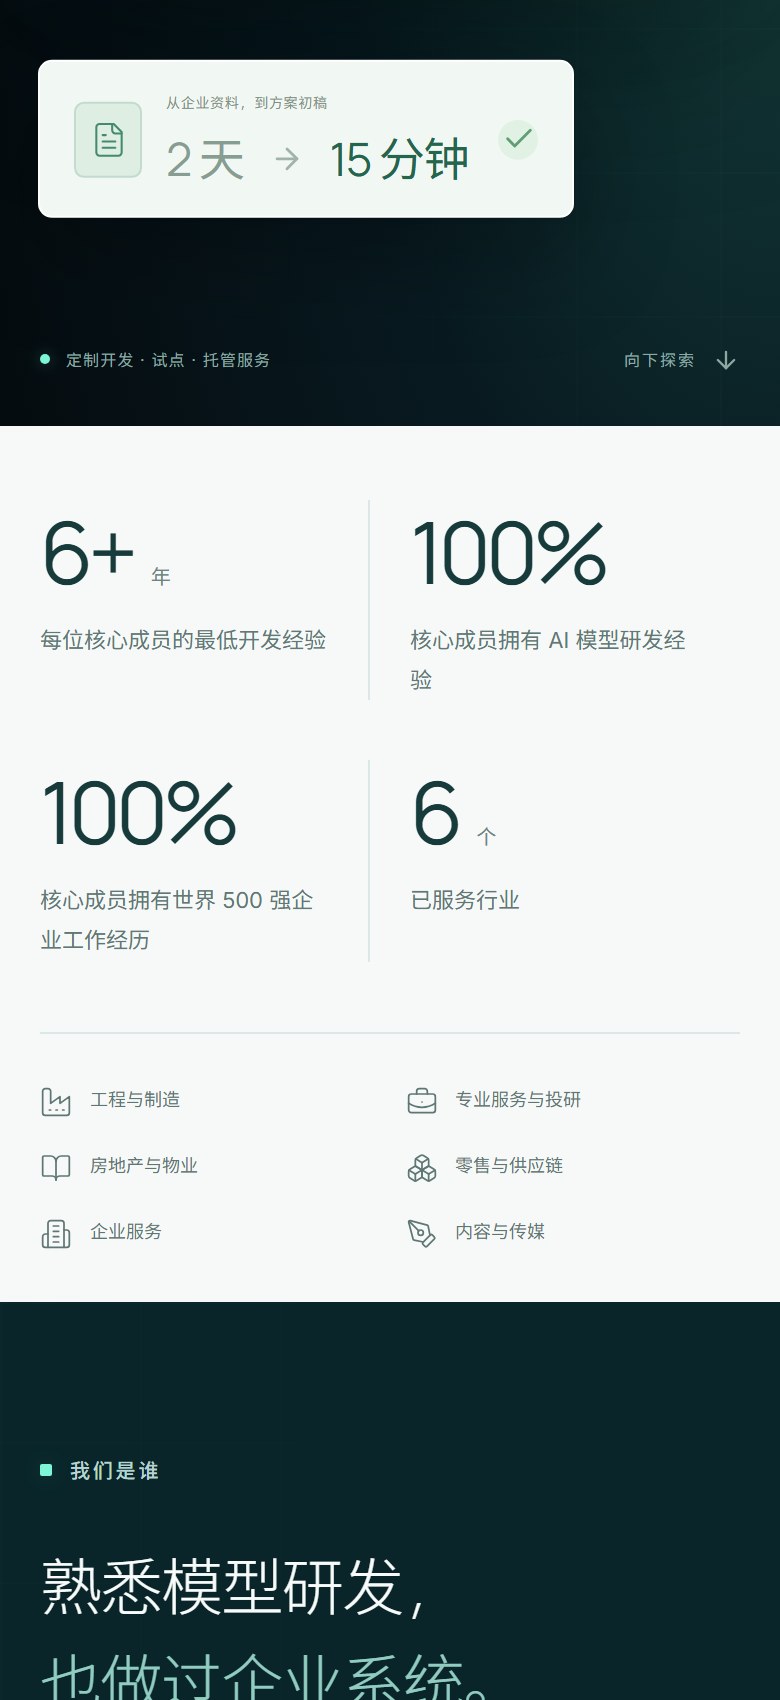 从企业资料，到方案初稿
2 天 → 15 分钟
定制开发 · 试点 · 托管服务
向下探索 ↓
6+ 年
每位核心成员的最低开发经验
100%
核心成员拥有 AI 模型研发经
验
100%
核心成员拥有世界 500 强企
业工作经历
6 个
已服务行业
工程与制造
专业服务与投研
房地产与物业
零售与供应链
企业服务
内容与传媒
我们是谁
熟悉模型研发，
也做过企业系统。